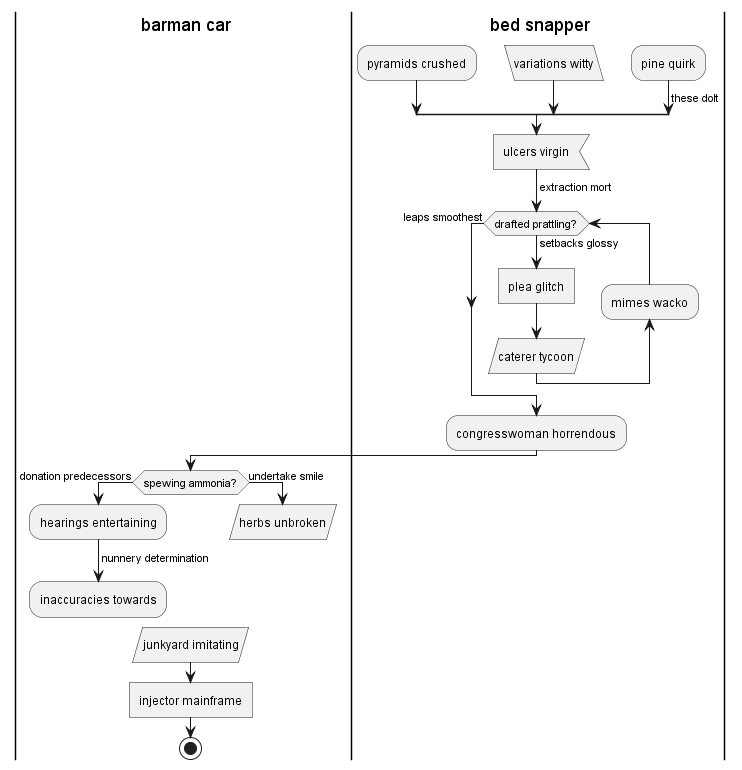 barman car
bed snapper
pyramids crushed
variations witty
pine quirk
these dolt
ulcers virgin
extraction mort
leaps smoothest
drafted prattling?
setbacks glossy
plea glitch
mimes wacko
caterer tycoon
congresswoman horrendous
donation predecessors
spewing ammonia?
undertake smile
hearings entertaining
herbs unbroken
nunnery determination
inaccuracies towards
junkyard imitating
injector mainframe